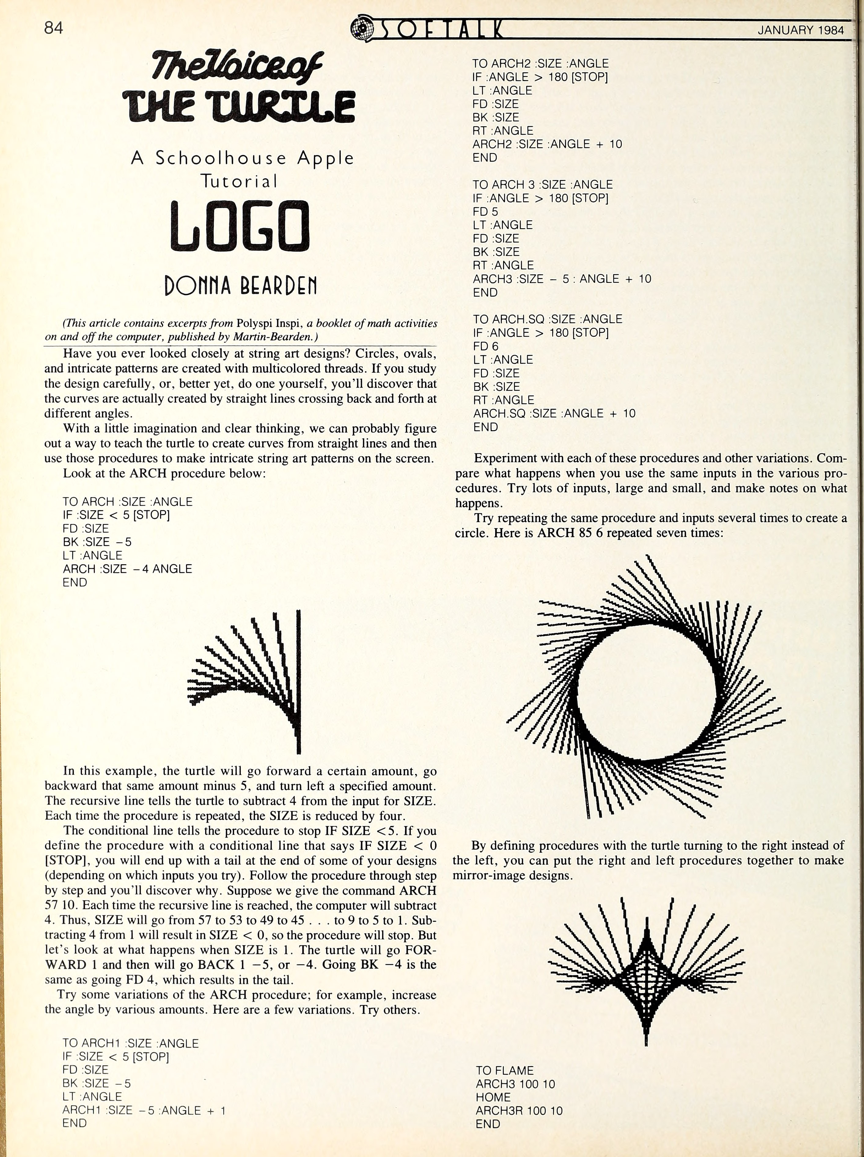 84
SOFTALK
JANUARY 1984
The Voice of
THE TURTLE
A Schoolhouse Apple
Tutorial
LOGO
DONNA BEARDEN
(This article contains excerpts from Polyspi Inspi, a booklet of math activities
on and off the computer, published by Martin-Bearden.)
Have you ever looked closely at string art designs? Circles, ovals,
and intricate patterns are created with multicolored threads. If you study
the design carefully, or, better yet, do one yourself, you'll discover that
the curves are actually created by straight lines crossing back and forth at
different angles.
With a little imagination and clear thinking, we can probably figure
out a way to teach the turtle to create curves from straight lines and then
use those procedures to make intricate string art patterns on the screen.
Look at the ARCH procedure below:
TO ARCH :SIZE :ANGLE
IF :SIZE < 5 [STOP]
FD :SIZE
BK :SIZE -5
LT :ANGLE
ARCH :SIZE -4 ANGLE
END
In this example, the turtle will go forward a certain amount, go
backward that same amount minus 5, and turn left a specified amount.
The recursive line tells the turtle to subtract 4 from the input for SIZE.
Each time the procedure is repeated, the SIZE is reduced by four.
The conditional line tells the procedure to stop IF SIZE <5. If you
define the procedure with a conditional line that says IF SIZE < 0
[STOP], you will end up with a tail at the end of some of your designs
(depending on which inputs you try). Follow the procedure through step
by step and you'll discover why. Suppose we give the command ARCH
57 10. Each time the recursive line is reached, the computer will subtract
4. Thus, SIZE will go from 57 to 53 to 49 to 45 . . . to 9 to 5 to 1. Sub-
tracting 4 from 1 will result in SIZE < 0, so the procedure will stop. But
let's look at what happens when SIZE is 1. The turtle will go FOR-
WARD 1 and then will go BACK 1 -5, or -4. Going BK -4 is the
same as going FD 4, which results in the tail.
Try some variations of the ARCH procedure; for example, increase
the angle by various amounts. Here are a few variations. Try others.
TO ARCH1 :SIZE :ANGLE
IF :SIZE < 5 [STOP]
FD :SIZE
BK :SIZE -5
LT :ANGLE
ARCH1 :SIZE -5 :ANGLE + 1
END
TO ARCH2 :SIZE :ANGLE
IF :ANGLE > 180 [STOP]
LT :ANGLE
FD :SIZE
BK :SIZE
RT :ANGLE
ARCH2 :SIZE :ANGLE + 10
END
TO ARCH 3 :SIZE :ANGLE
IF :ANGLE > 180 [STOP]
FD 5
LT :ANGLE
FD :SIZE
BK :SIZE
RT :ANGLE
ARCH3 :SIZE - 5 : ANGLE + 10
END
TO ARCH.SQ :SIZE :ANGLE
IF :ANGLE > 180 [STOP]
FD 6
LT :ANGLE
FD :SIZE
BK :SIZE
RT :ANGLE
ARCH.SQ :SIZE :ANGLE + 10
END
Experiment with each of these procedures and other variations. Com-
pare what happens when you use the same inputs in the various pro-
cedures. Try lots of inputs, large and small, and make notes on what
happens.
Try repeating the same procedure and inputs several times to create a
circle. Here is ARCH 85 6 repeated seven times:
By defining procedures with the turtle turning to the right instead of
the left, you can put the right and left procedures together to make
mirror-image designs.
TO FLAME
ARCH3 100 10
HOME
ARCH3R 100 10
END